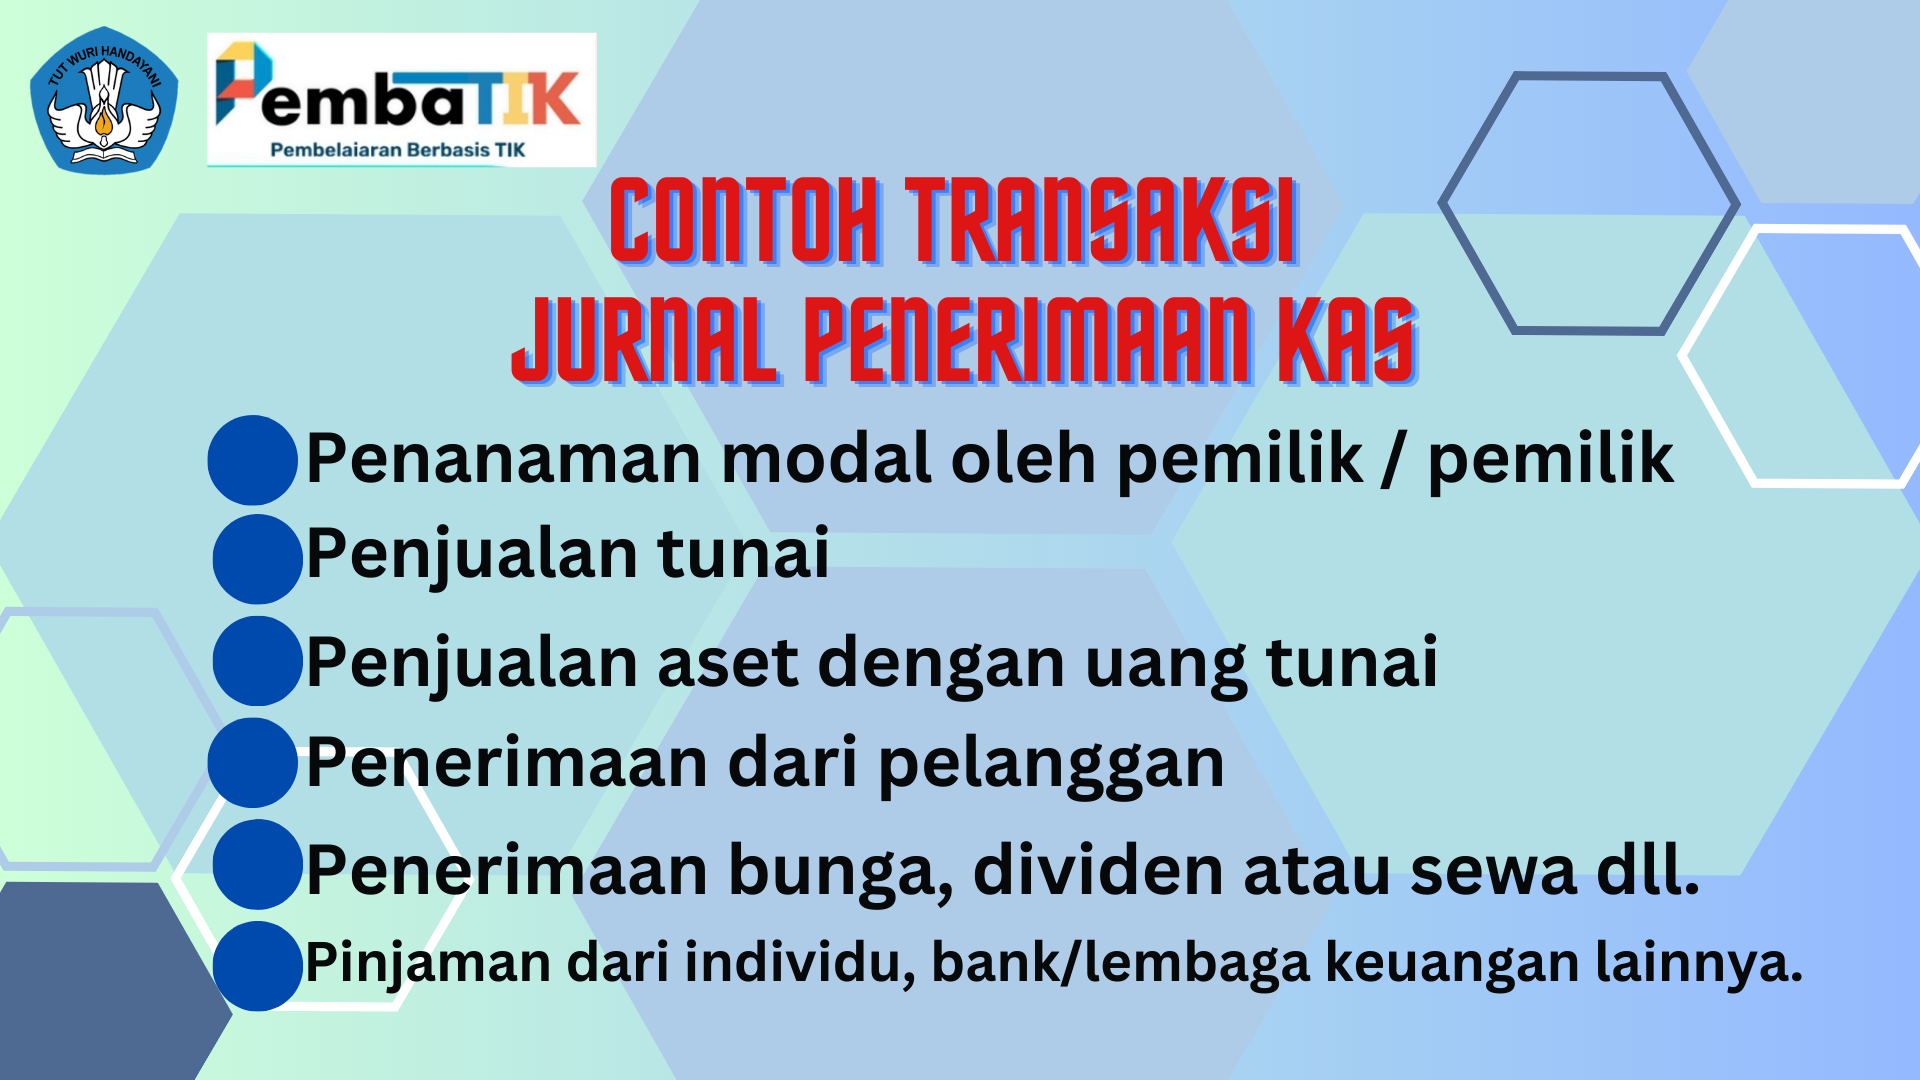 TUT WURI HANDAYANI
PembaTIK
Pembelaiaran Berbasis TIK
CONTOH TRANSAKSI
JURNAL PENERIMAAN KAS
Penanaman modal oleh pemilik / pemilik
Penjualan tunai
Penjualan aset dengan uang tunai
Penerimaan dari pelanggan
Penerimaan bunga, dividen atau sewa dll.
Pinjaman dari individu, bank/lembaga keuangan lainnya.